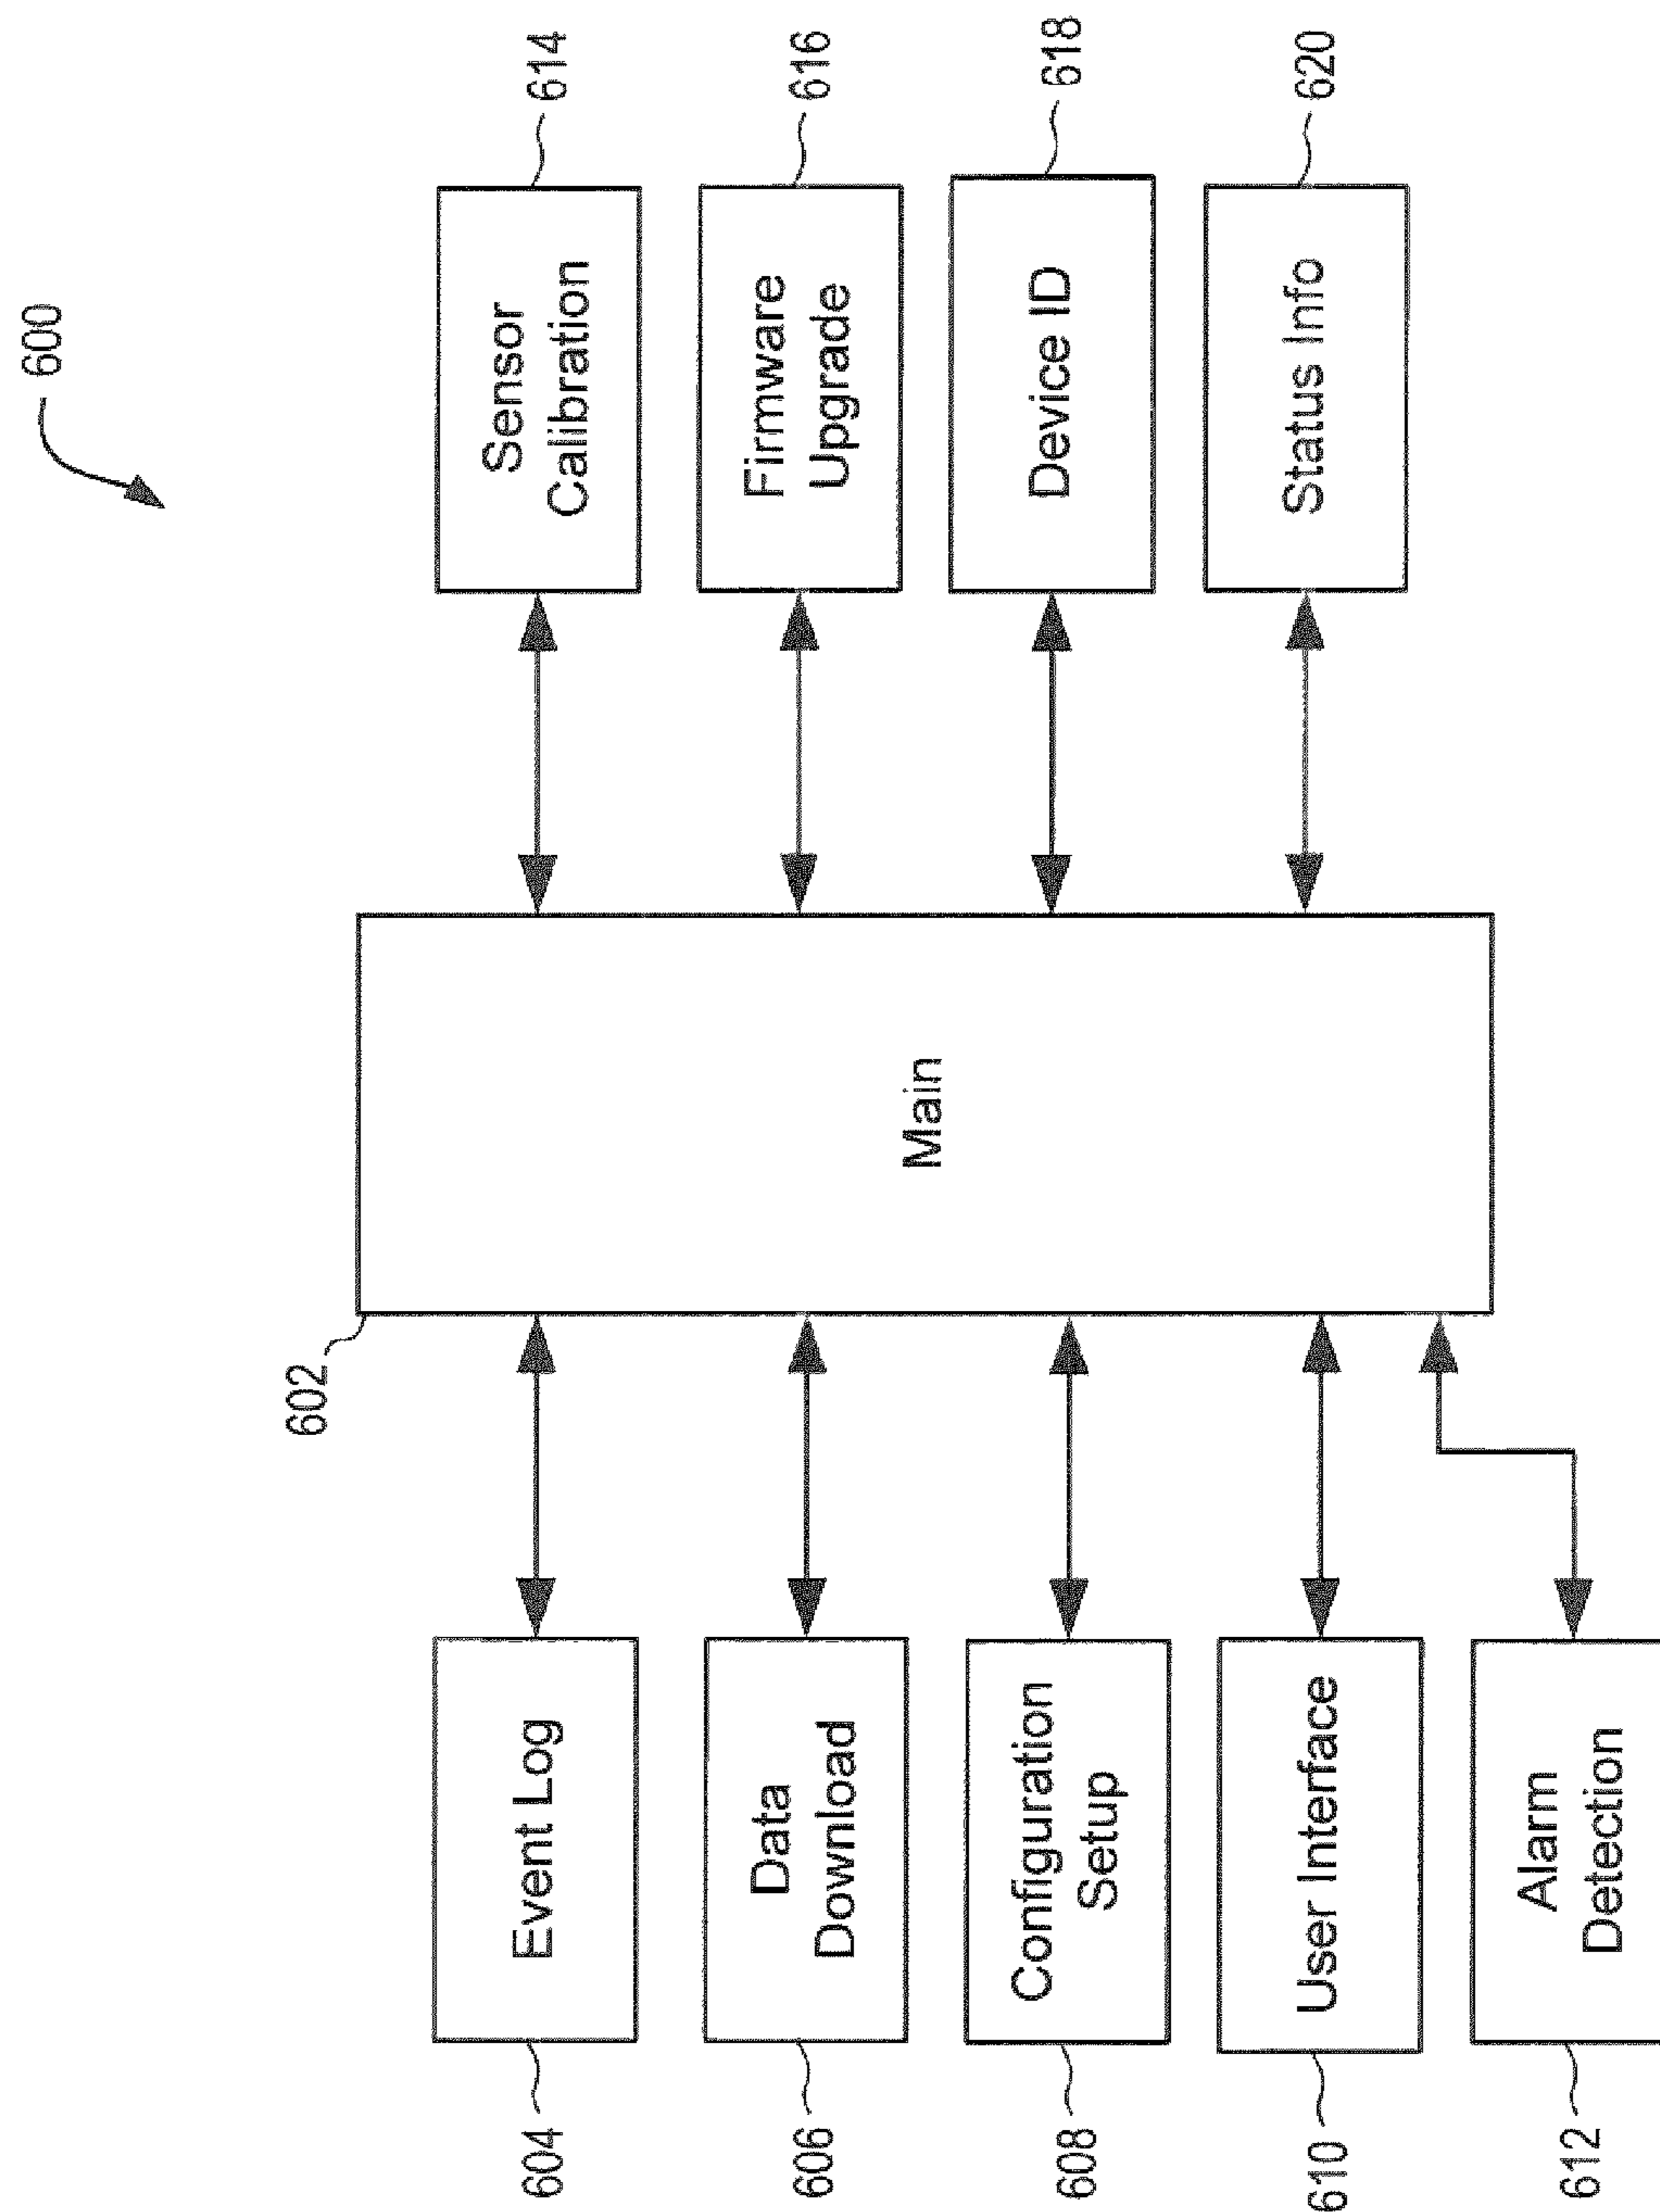 600
602
Main
604
Event Log
606
Data
Download
608
Configuration
Setup
610
User Interface
612
Alarm
Detection
Sensor
Calibration
614
Firmware
Upgrade
616
Device ID
618
Status Info
620